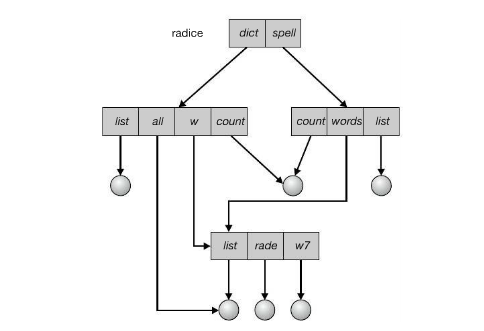 radice dict spell
list all w count count words list
list rade w7